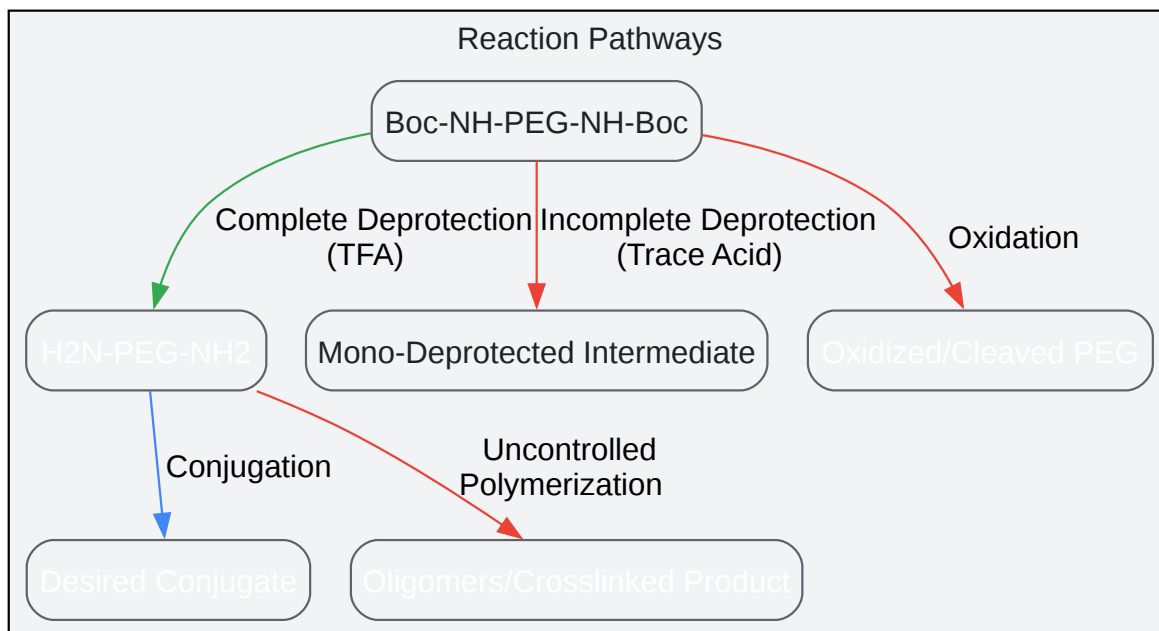 Reaction Pathways
Boc-NH-PEG-NH-Boc
Complete Deprotection
(TFA)
Incomplete Deprotection
(Trace Acid)
Oxidation
H2N-PEG-NH2
Mono-Deprotected Intermediate
Oxidized/Cleaved PEG
Conjugation
Uncontrolled
Polymerization
Desired Conjugate
Oligomers/Crosslinked Product